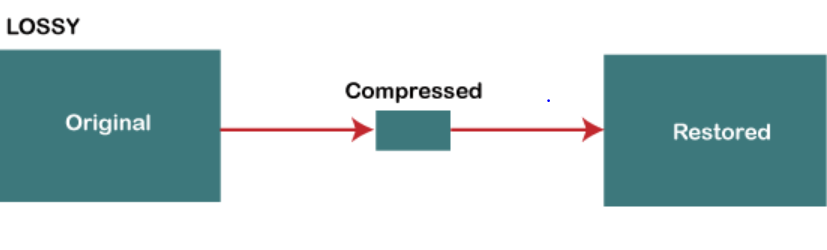 LOSSY
Original
Compressed
Restored